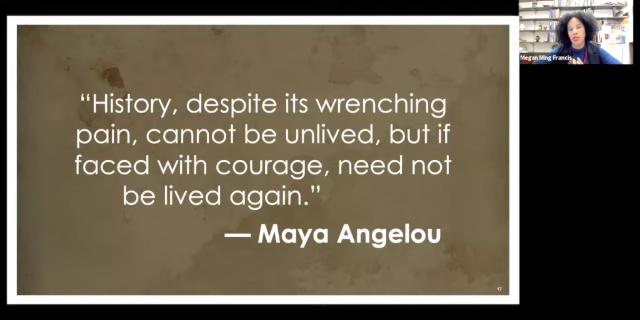 Megan Ming Francis
“History, despite its wrenching
pain, cannot be unlived, but if
faced with courage, need not
be lived again.”
— Maya Angelou
17